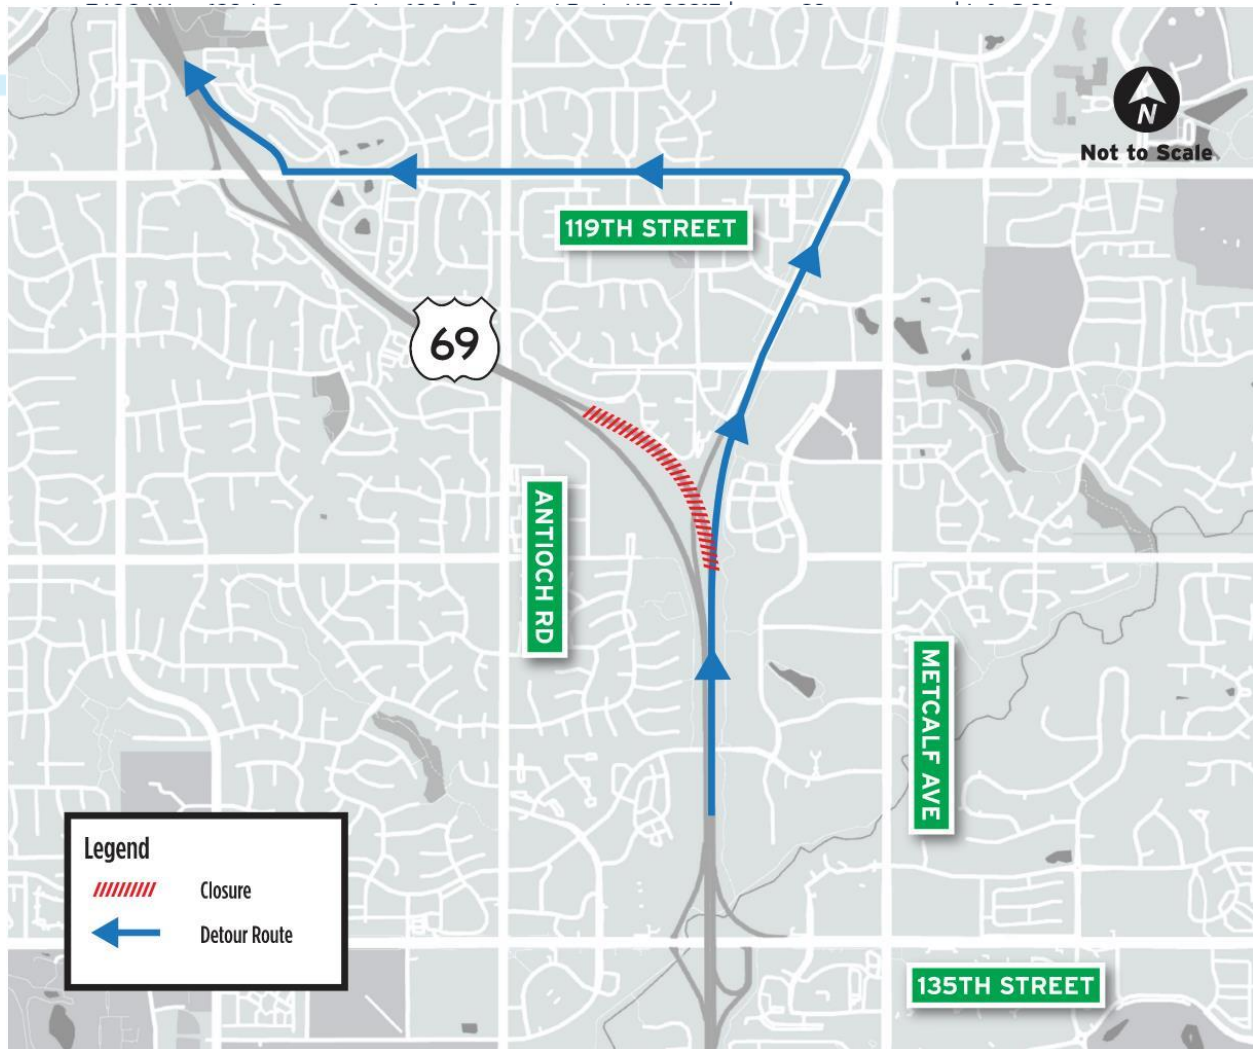 N
Not to Scale
119TH STREET
69
ANTIOCH RD
METCALF AVE
Legend
Closure
Detour Route
135TH STREET